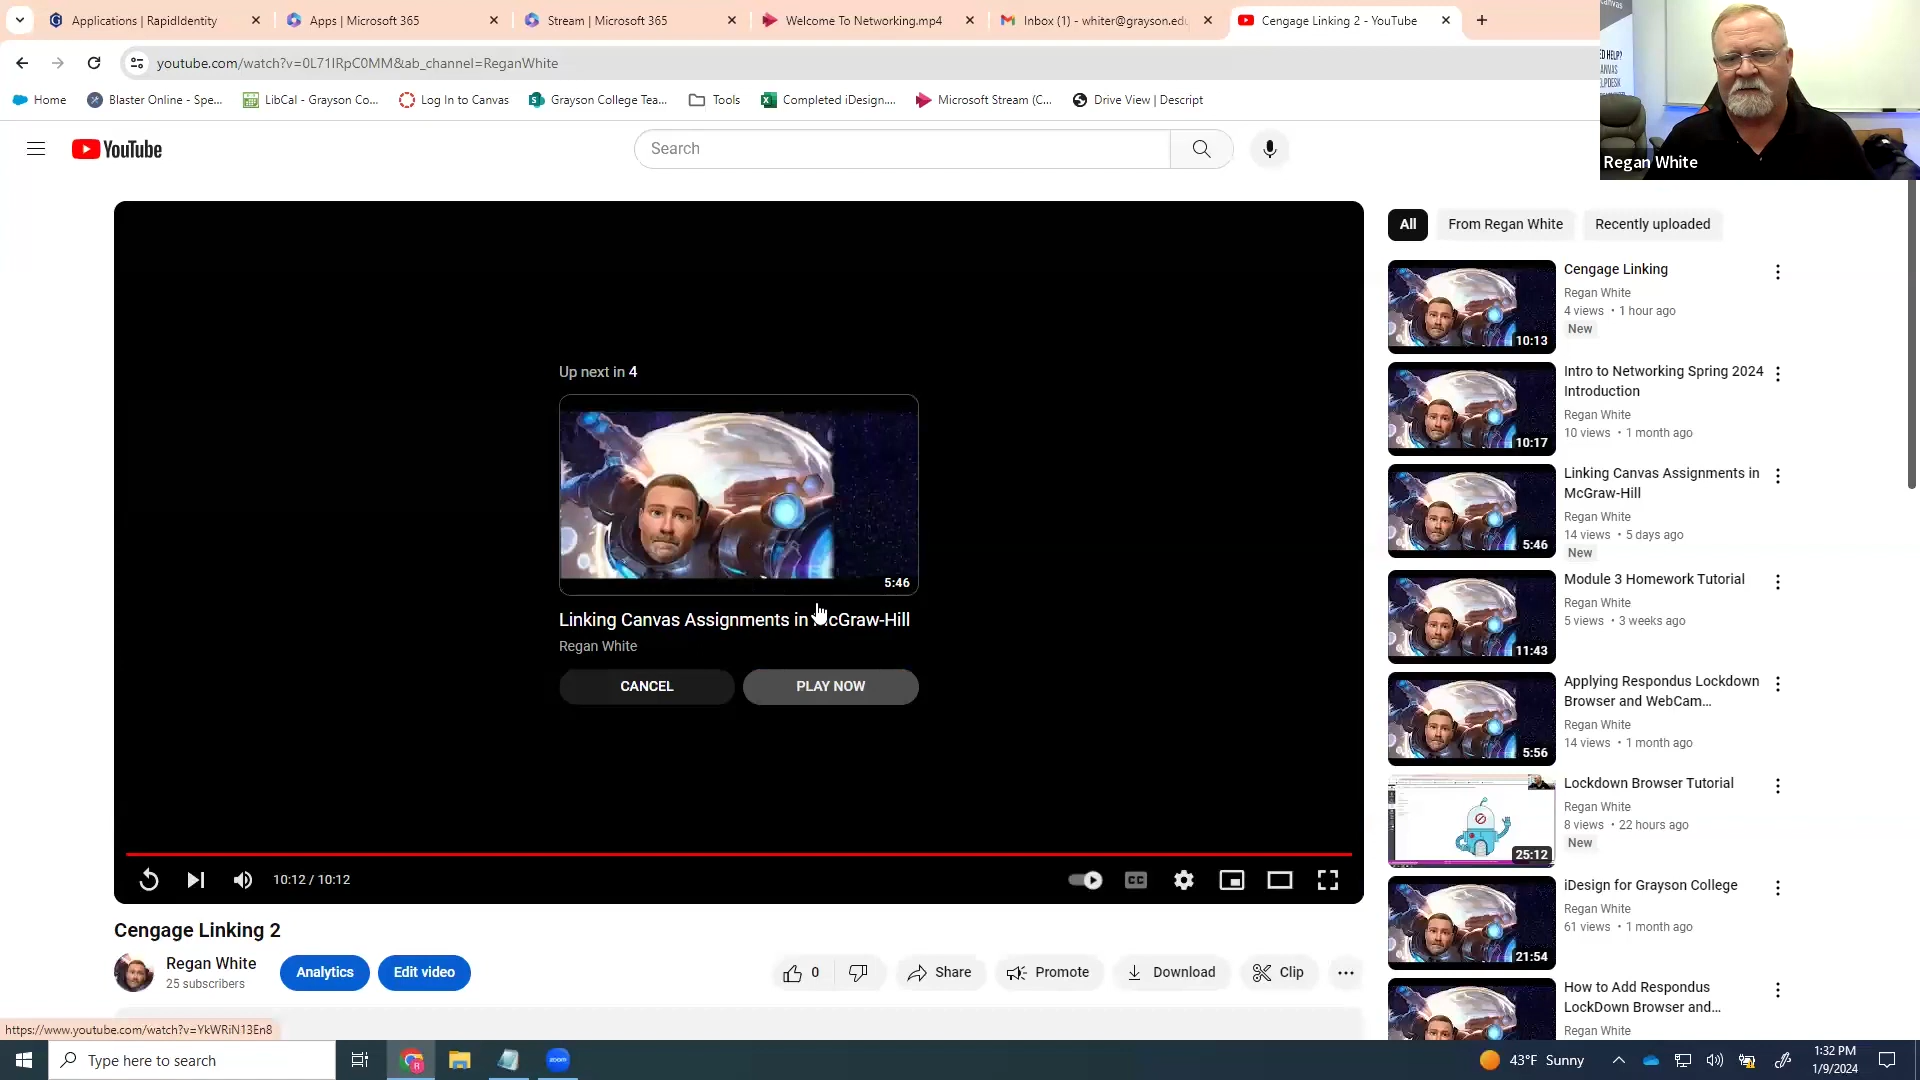 Applications | RapidIdentity
Apps | Microsoft 365
Stream | Microsoft 365
Welcome To Networking.mp4
Inbox (1) - whiter@grayson.edu
Cengage Linking 2 - YouTube
youtube.com/watch?v=0L71IRpC0MM&ab_channel=ReganWhite
Home
Blaster Online - Spe...
LibCal - Grayson Co...
Log In to Canvas
Grayson College Tea...
Tools
Completed iDesign....
Microsoft Stream (C...
Drive View | Descript
Regan White
YouTube
Search
Up next in 4
5:46
Linking Canvas Assignments in McGraw-Hill
Regan White
CANCEL
PLAY NOW
10:12 / 10:12
CC
Cengage Linking 2
Regan White
25 subscribers
Analytics
Edit video
0
Share
Promote
Download
Clip
https://www.youtube.com/watch?v=YkWRiN13En8
All
From Regan White
Recently uploaded
10:13
Cengage Linking
Regan White
4 views • 1 hour ago
New
10:17
Intro to Networking Spring 2024
Introduction
Regan White
10 views • 1 month ago
5:46
Linking Canvas Assignments in
McGraw-Hill
Regan White
14 views • 5 days ago
New
11:43
Module 3 Homework Tutorial
Regan White
5 views • 3 weeks ago
5:56
Applying Respondus Lockdown
Browser and WebCam...
Regan White
14 views • 1 month ago
25:12
Lockdown Browser Tutorial
Regan White
8 views • 22 hours ago
New
21:54
iDesign for Grayson College
Regan White
61 views • 1 month ago
How to Add Respondus
LockDown Browser and...
Regan White
Type here to search
zoom
43°F Sunny
1:32 PM
1/9/2024